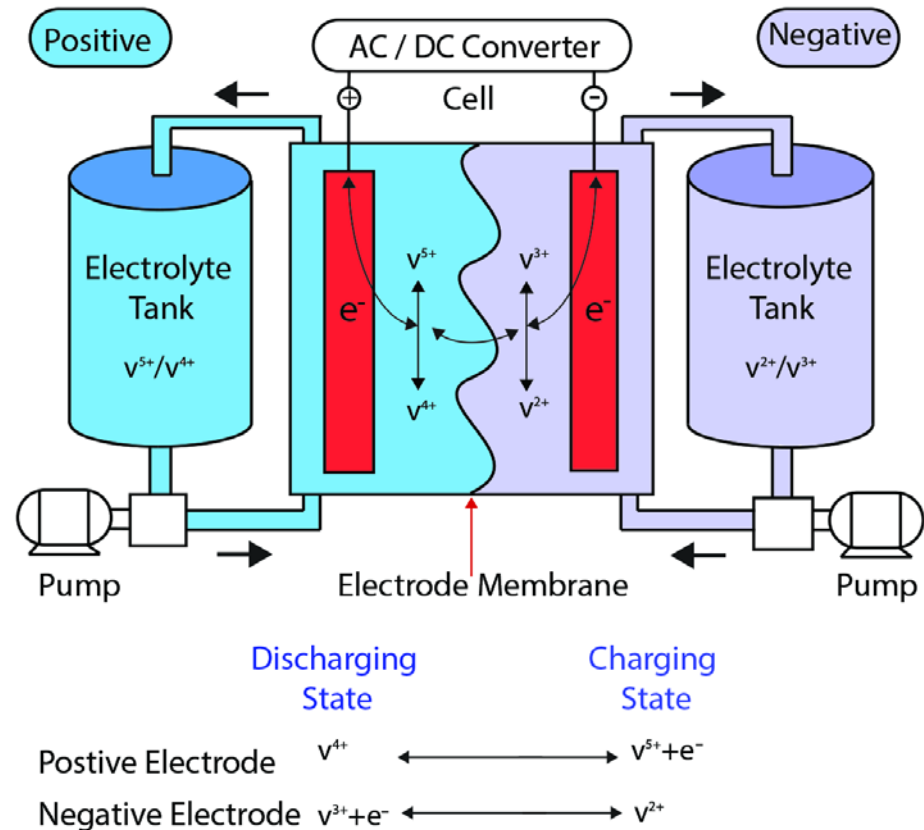 Positive
AC / DC Converter
Negative
+
Cell
-
Electrolyte
Tank
v⁵⁺/v⁴⁺
e⁻
v⁵⁺
v⁴⁺
v³⁺
v²⁺
e⁻
Electrolyte
Tank
v²⁺/v³⁺
Pump
Electrode Membrane
Pump
Discharging
State
Charging
State
Postive Electrode v⁴⁺ v⁵⁺+e⁻
Negative Electrode v³⁺+e⁻ v²⁺